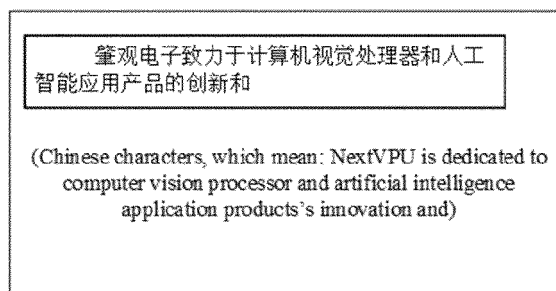 肇观电子致力于计算机视觉处理器和人工
智能应用产品的创新和
(Chinese characters, which mean: NextVPU is dedicated to
computer vision processor and artificial intelligence
application products's innovation and)